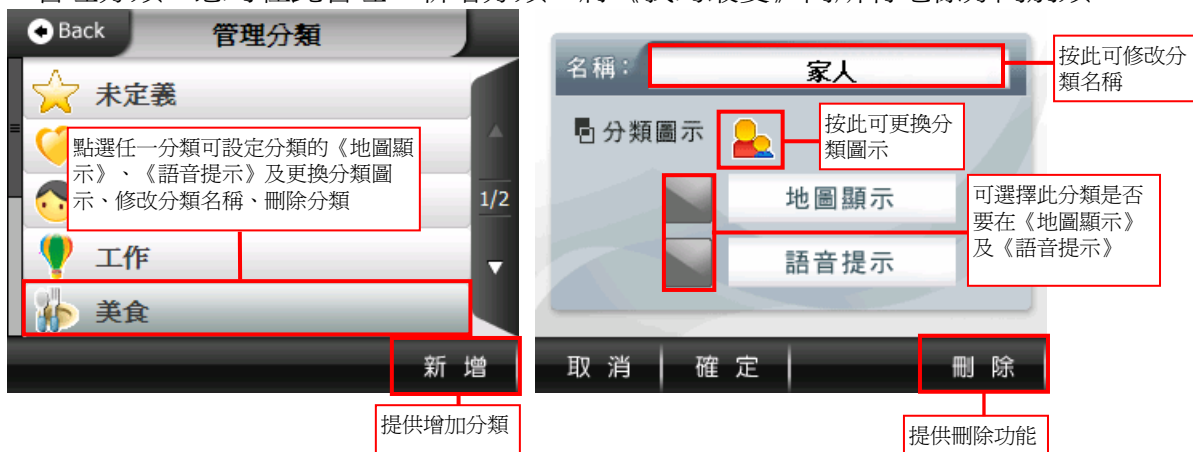 Back 管理分類
未定義
點選任一分類可設定分類的《地圖顯
示》、《語音提示》及更換分類圖
示、修改分類名稱、刪除分類
1/2
工作
美食
新增
提供增加分類
名稱：
家人
按此可修改分
類名稱
分類圖示
按此可更換分
類圖示
地圖顯示
語音提示
可選擇此分類是否
要在《地圖顯示》
及《語音提示》
取消
確定
刪除
提供刪除功能